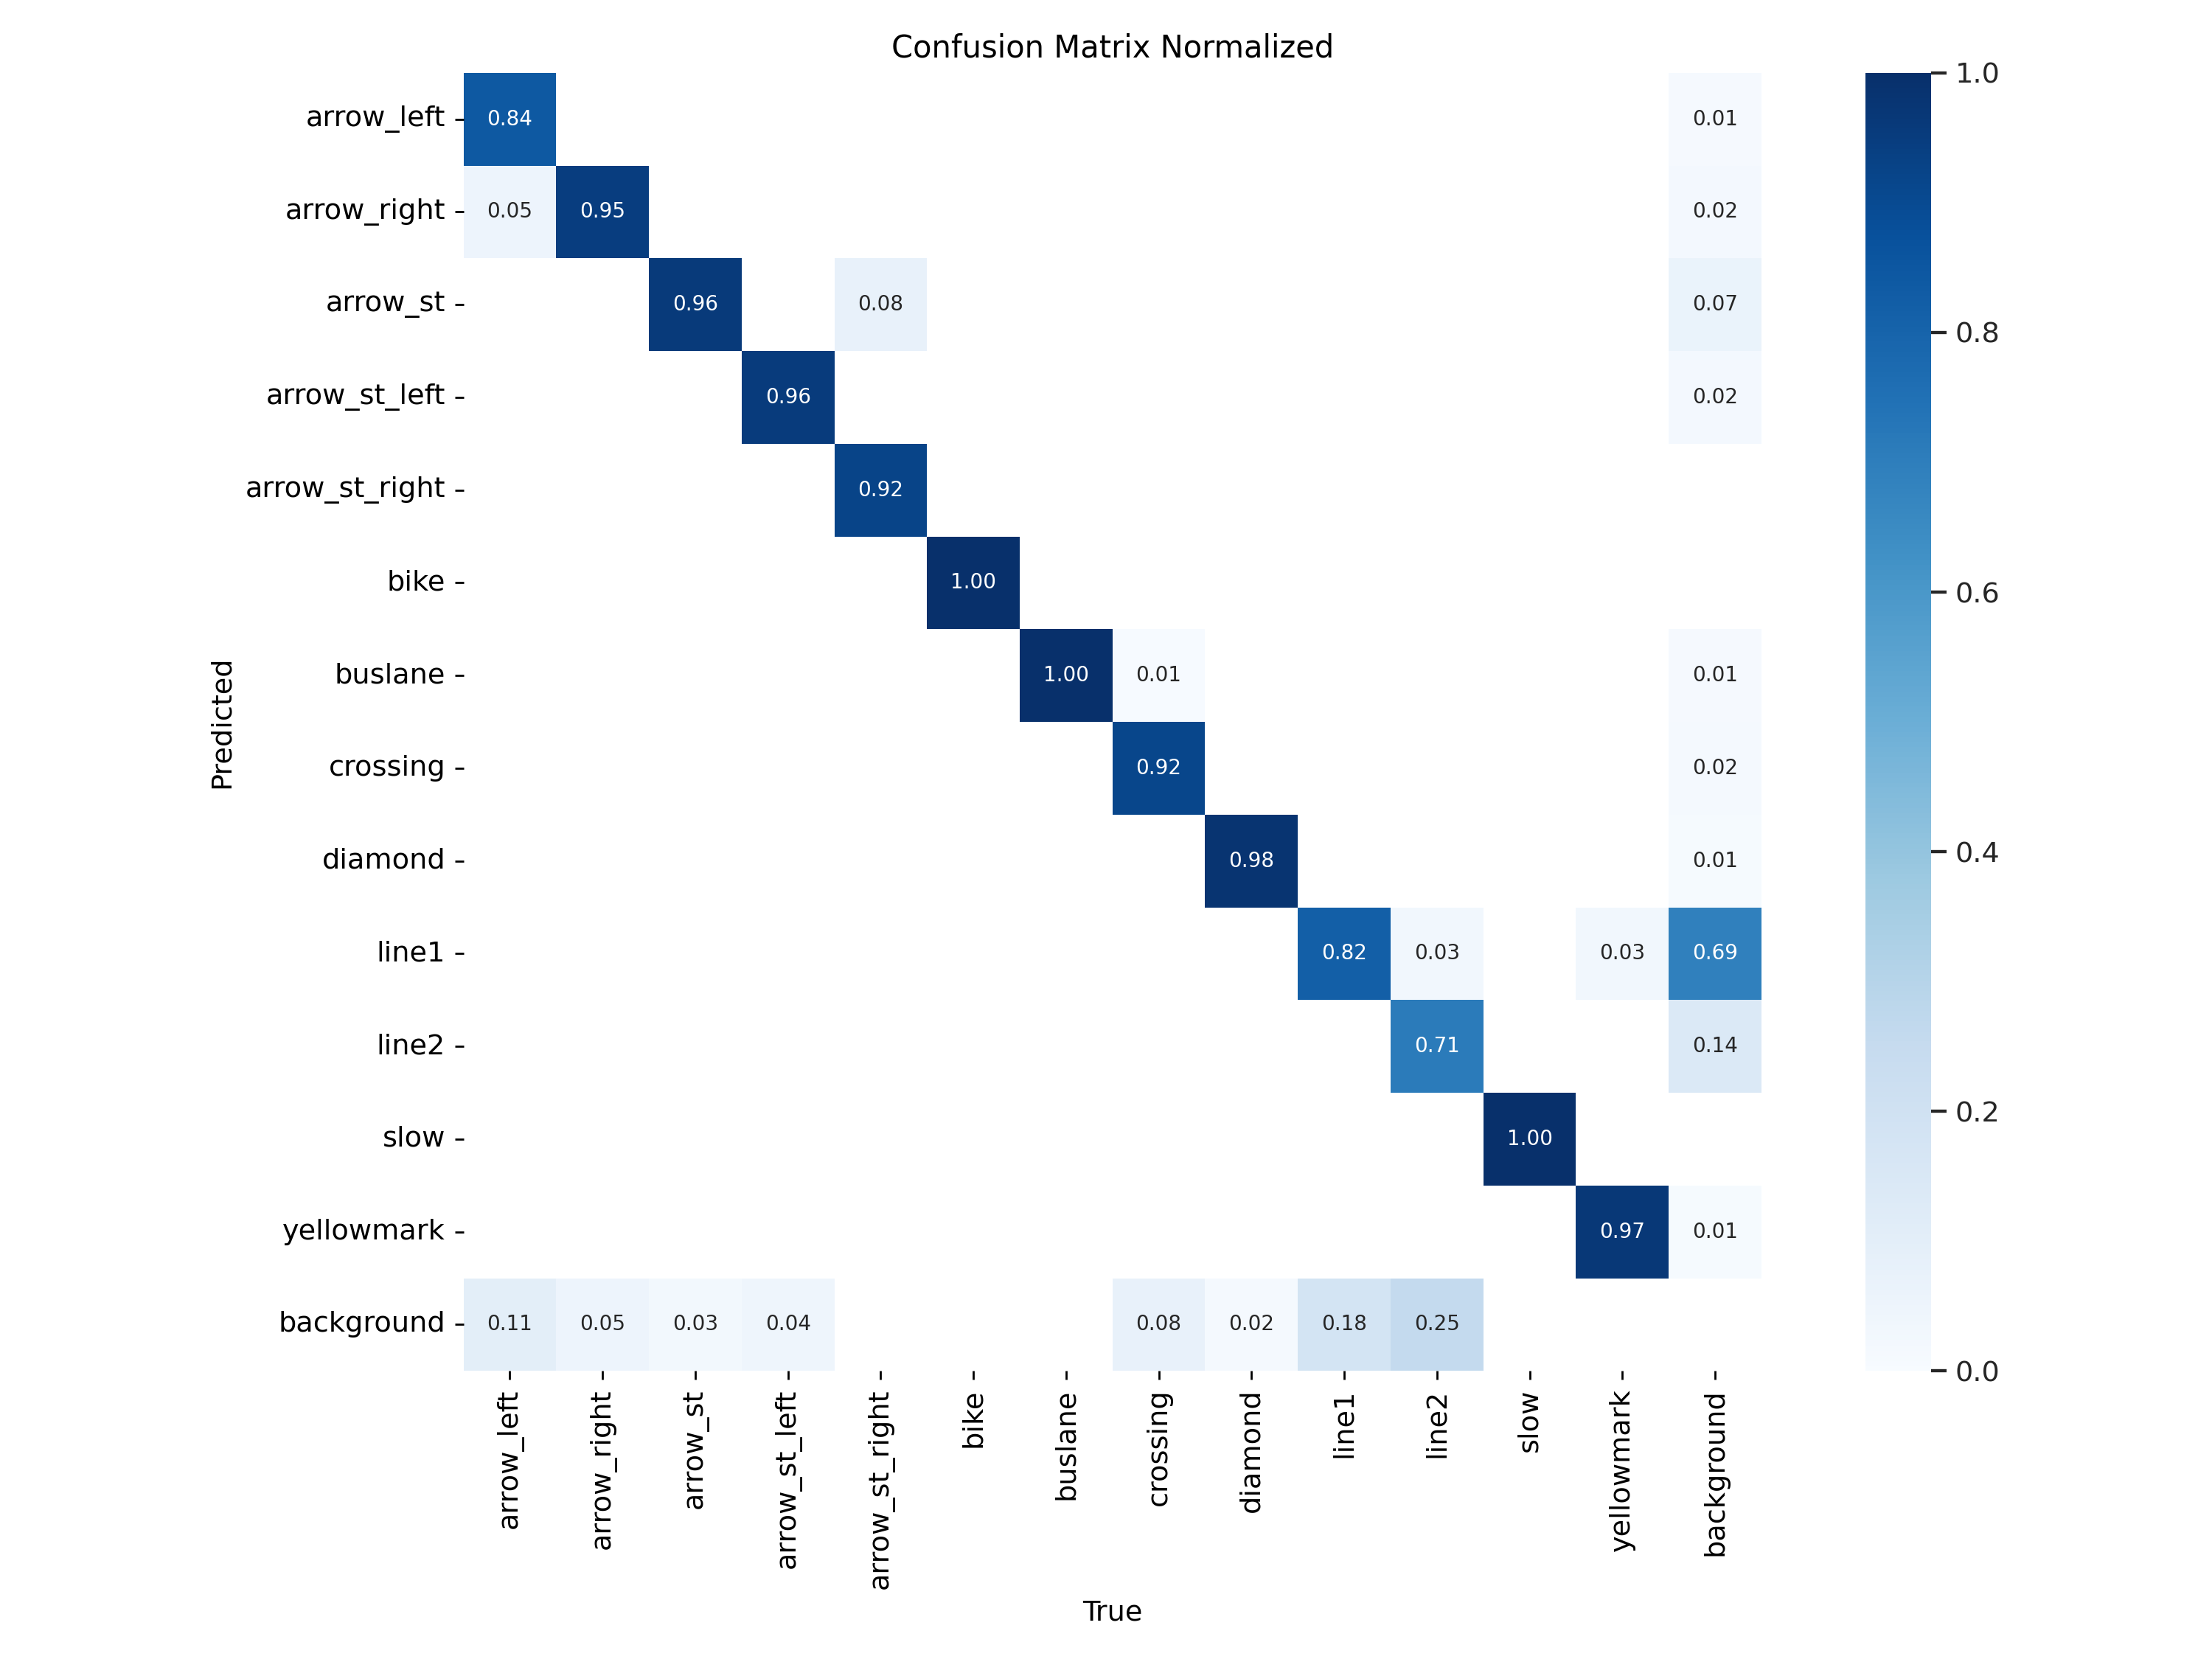 Confusion Matrix Normalized
arrow_left 0.84 0.01
arrow_right 0.05 0.95 0.02
arrow_st 0.96 0.08 0.07
arrow_st_left 0.96 0.02
arrow_st_right 0.92
bike 1.00
buslane 1.00 0.01 0.01
crossing 0.92 0.02
diamond 0.98 0.01
line1 0.82 0.03 0.03 0.69
line2 0.71 0.14
slow 1.00
yellowmark 0.97 0.01
background 0.11 0.05 0.03 0.04 0.08 0.02 0.18 0.25
Predicted
arrow_left
arrow_right
arrow_st
arrow_st_left
arrow_st_right
bike
buslane
crossing
diamond
line1
line2
slow
yellowmark
background
True
1.0
0.8
0.6
0.4
0.2
0.0